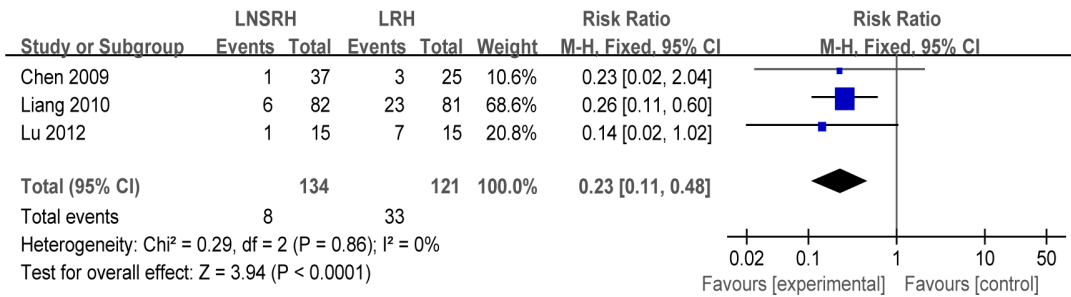 LNSRH LRH Risk Ratio Risk Ratio
Study or Subgroup Events Total Events Total Weight M-H, Fixed, 95% CI M-H, Fixed, 95% CI
Chen 2009 1 37 3 25 10.6% 0.23 [0.02, 2.04]
Liang 2010 6 82 23 81 68.6% 0.26 [0.11, 0.60]
Lu 2012 1 15 7 15 20.8% 0.14 [0.02, 1.02]
Total (95% CI) 134 121 100.0% 0.23 [0.11, 0.48]
Total events 8 33
Heterogeneity: Chi² = 0.29, df = 2 (P = 0.86); I² = 0%
Test for overall effect: Z = 3.94 (P < 0.0001)
0.02 0.1 1 10 50
Favours [experimental] Favours [control]